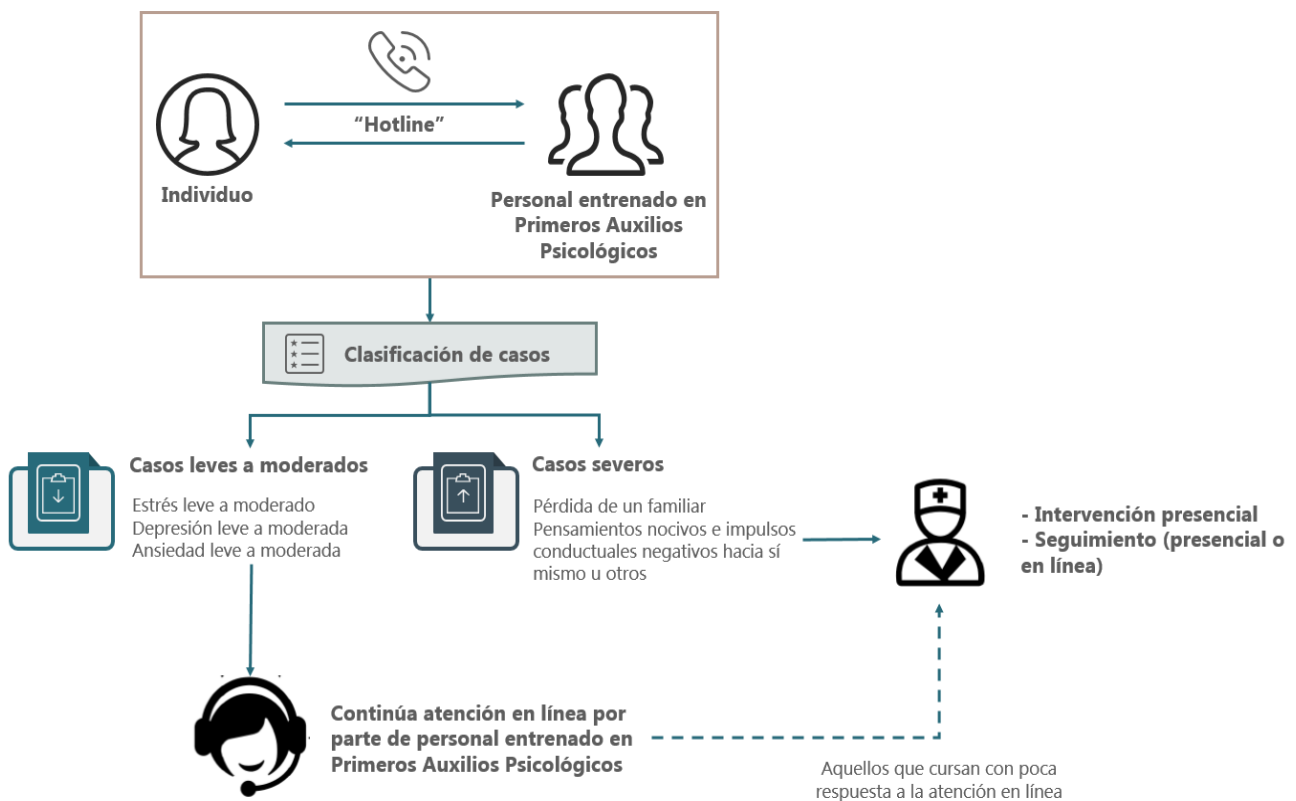 “Hotline”
Individuo
Personal entrenado en
Primeros Auxilios
Psicológicos
Clasificación de casos
Casos leves a moderados
Estrés leve a moderado
Depresión leve a moderada
Ansiedad leve a moderada
Casos severos
Pérdida de un familiar
Pensamientos nocivos e impulsos
conductuales negativos hacia sí
mismo u otros
- Intervención presencial
- Seguimiento (presencial o
en línea)
Continúa atención en línea por
parte de personal entrenado en
Primeros Auxilios Psicológicos
Aquellos que cursan con poca
respuesta a la atención en línea